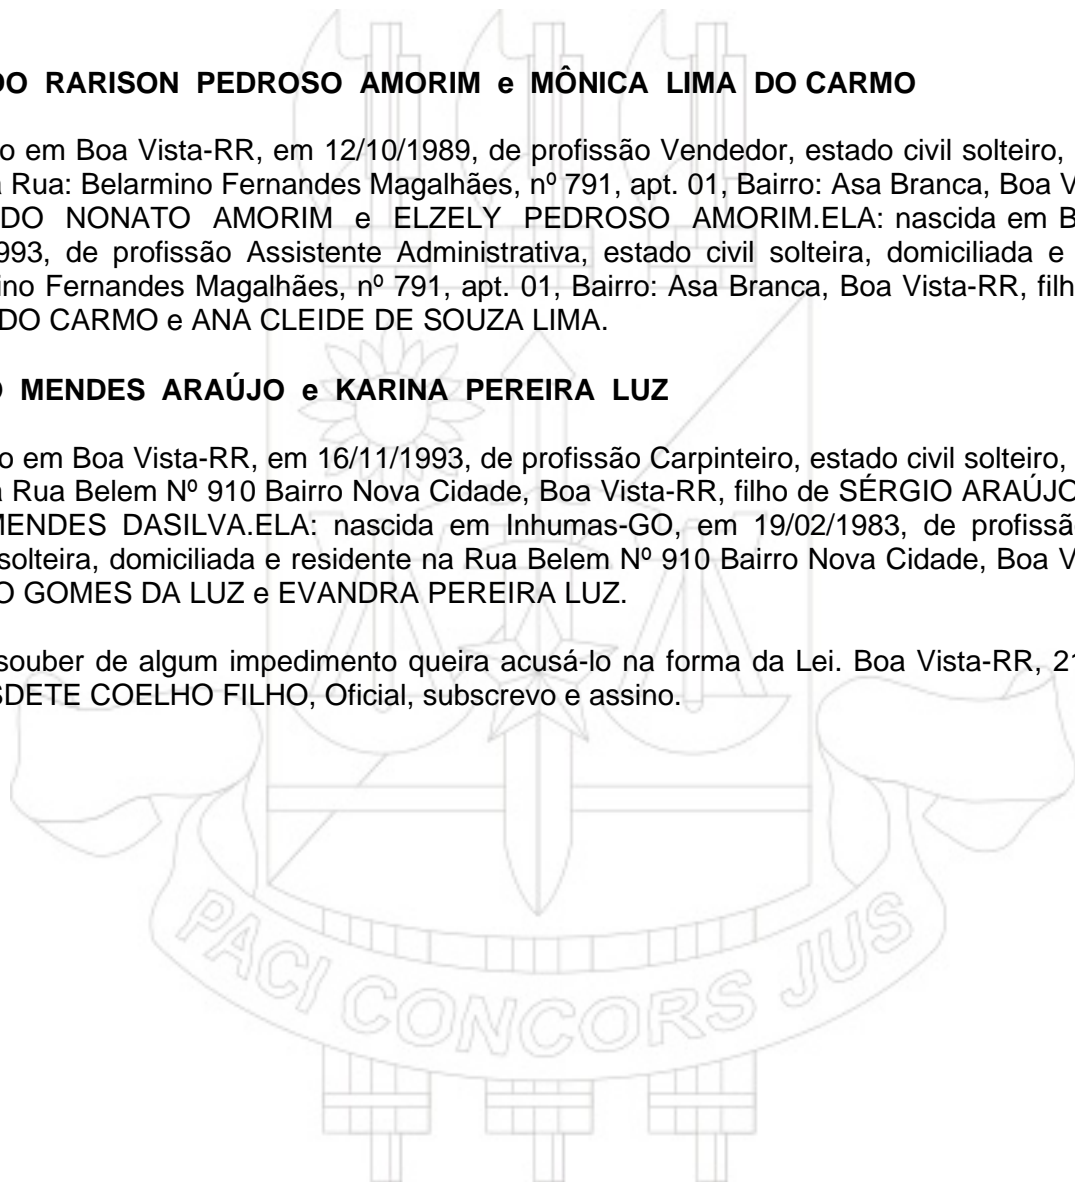 DO RARISON PEDROSO AMORIM e MÔNICA LIMA DO CARMO
o em Boa Vista-RR, em 12/10/1989, de profissão Vendedor, estado civil solteiro,
a Rua: Belarmino Fernandes Magalhães, nº 791, apt. 01, Bairro: Asa Branca, Boa V
DO NONATO AMORIM e ELZELY PEDROSO AMORIM.ELA: nascida em B
993, de profissão Assistente Administrativa, estado civil solteira, domiciliada e
ino Fernandes Magalhães, nº 791, apt. 01, Bairro: Asa Branca, Boa Vista-RR, filh
DO CARMO e ANA CLEIDE DE SOUZA LIMA.
O MENDES ARAÚJO e KARINA PEREIRA LUZ
o em Boa Vista-RR, em 16/11/1993, de profissão Carpinteiro, estado civil solteiro,
a Rua Belem Nº 910 Bairro Nova Cidade, Boa Vista-RR, filho de SÉRGIO ARAÚJO
MENDES DASILVA.ELA: nascida em Inhumas-GO, em 19/02/1983, de profissã
solteira, domiciliada e residente na Rua Belem Nº 910 Bairro Nova Cidade, Boa V
O GOMES DA LUZ e EVANDRA PEREIRA LUZ.
souber de algum impedimento queira acusá-lo na forma da Lei. Boa Vista-RR, 21
SDETE COELHO FILHO, Oficial, subscrevo e assino.
PACI CONCORS JUS